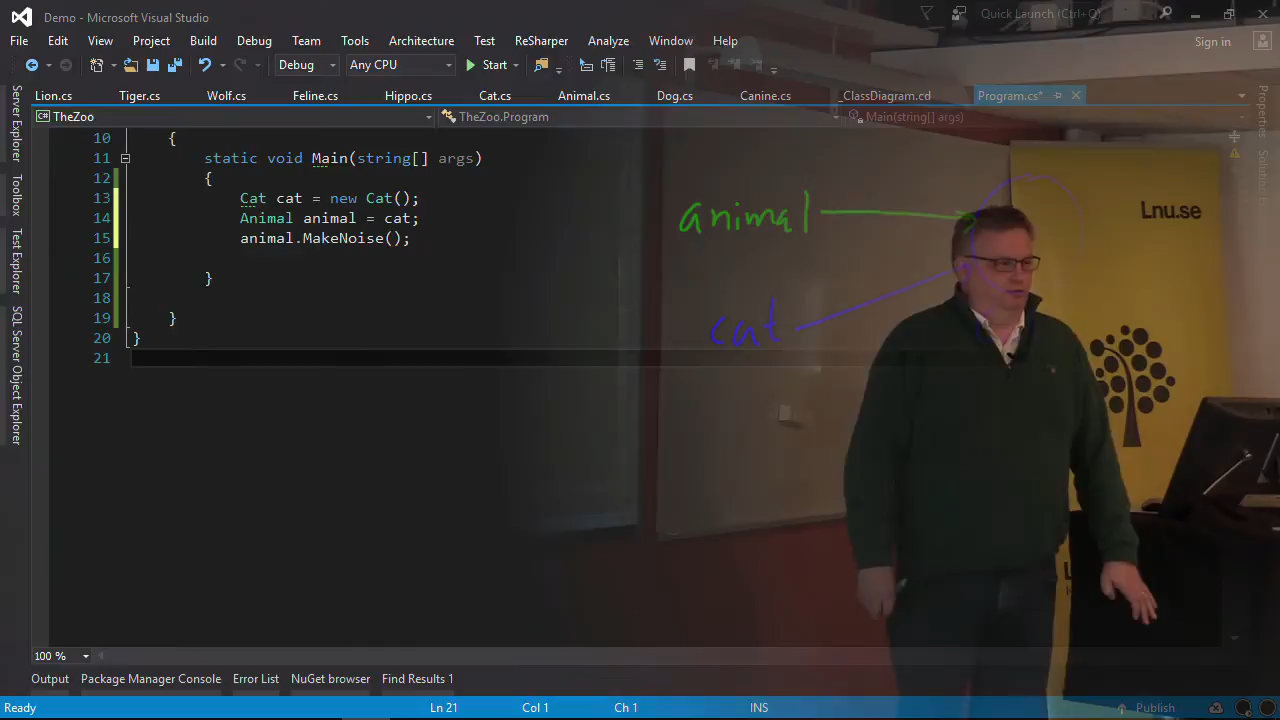 Demo - Microsoft Visual Studio
Quick Launch (Ctrl+Q)
File Edit View Project Build Debug Team Tools Architecture Test ReSharper Analyze Window Help
Sign in
Debug Any CPU Start
Lion.cs Tiger.cs Wolf.cs Feline.cs Hippo.cs Cat.cs Animal.cs Dog.cs Canine.cs _ClassDiagram.cd Program.cs*
TheZoo TheZoo.Program Main(string[] args)
Server Explorer
Toolbox
Test Explorer
SQL Server Object Explorer
Properties
10 {
11 static void Main(string[] args)
12 {
13 Cat cat = new Cat();
14 Animal animal = cat;
15 animal.MakeNoise();
16
17 }
18
19 }
20 }
21
animal
cat
Lnu.se
100 %
Output Package Manager Console Error List NuGet browser Find Results 1
Ready Ln 21 Col 1 Ch 1 INS Publish